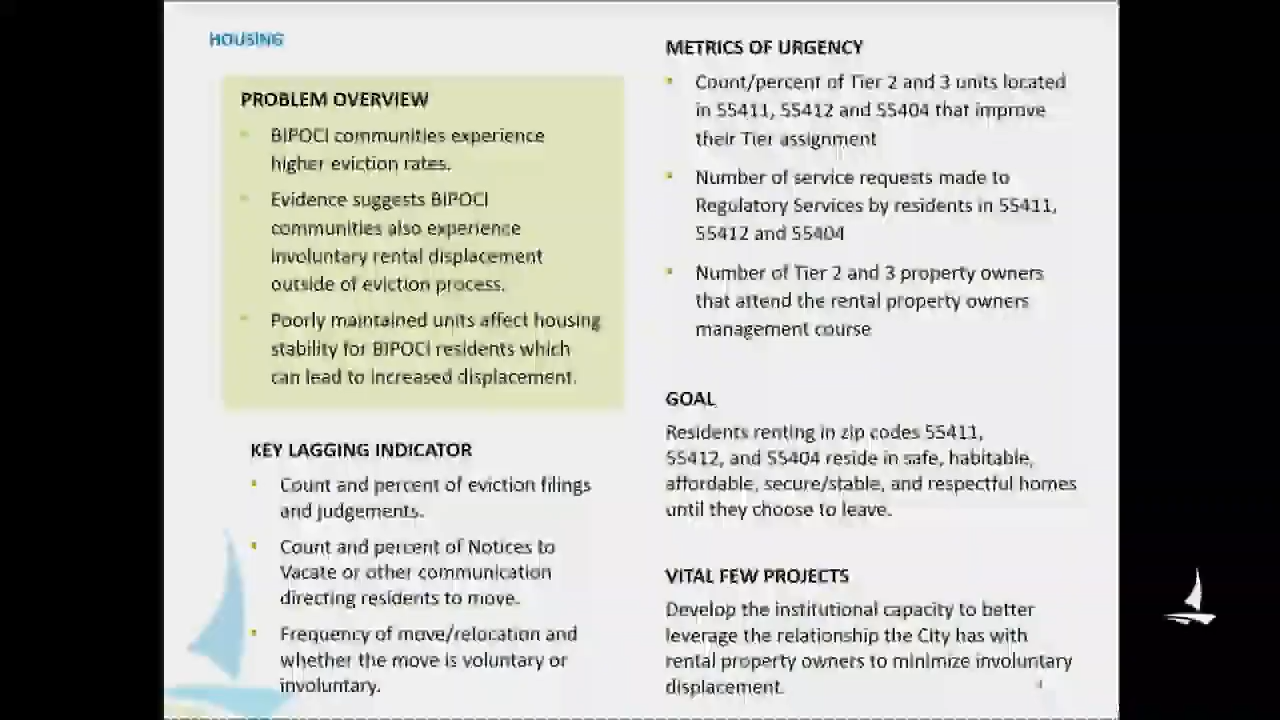 HOUSING
PROBLEM OVERVIEW
BIPOCI communities experience
higher eviction rates.
Evidence suggests BIPOCI
communities also experience
involuntary rental displacement
outside of eviction process.
Poorly maintained units affect housing
stability for BIPOCI residents which
can lead to increased displacement.
KEY LAGGING INDICATOR
Count and percent of eviction filings
and judgements.
Count and percent of Notices to
Vacate or other communication
directing residents to move.
Frequency of move/relocation and
whether the move is voluntary or
involuntary.
METRICS OF URGENCY
Count/percent of Tier 2 and 3 units located
in 55411, 55412 and 55404 that improve
their Tier assignment
Number of service requests made to
Regulatory Services by residents in 55411,
55412 and 55404
Number of Tier 2 and 3 property owners
that attend the rental property owners
management course
GOAL
Residents renting in zip codes 55411,
55412, and 55404 reside in safe, habitable,
affordable, secure/stable, and respectful homes
until they choose to leave.
VITAL FEW PROJECTS
Develop the institutional capacity to better
leverage the relationship the City has with
rental property owners to minimize involuntary
displacement.